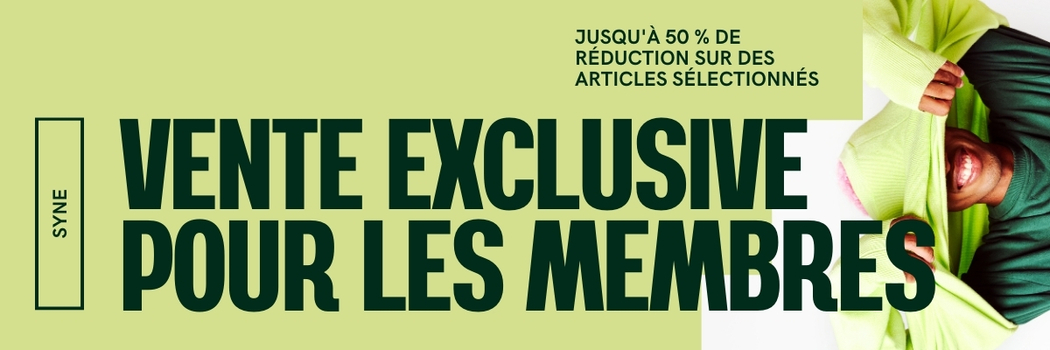 JUSQU'À 50 % DE
RÉDUCTION SUR DES
ARTICLES SÉLECTIONNÉS
SYNE
VENTE EXCLUSIVE
POUR LES MEMBRES